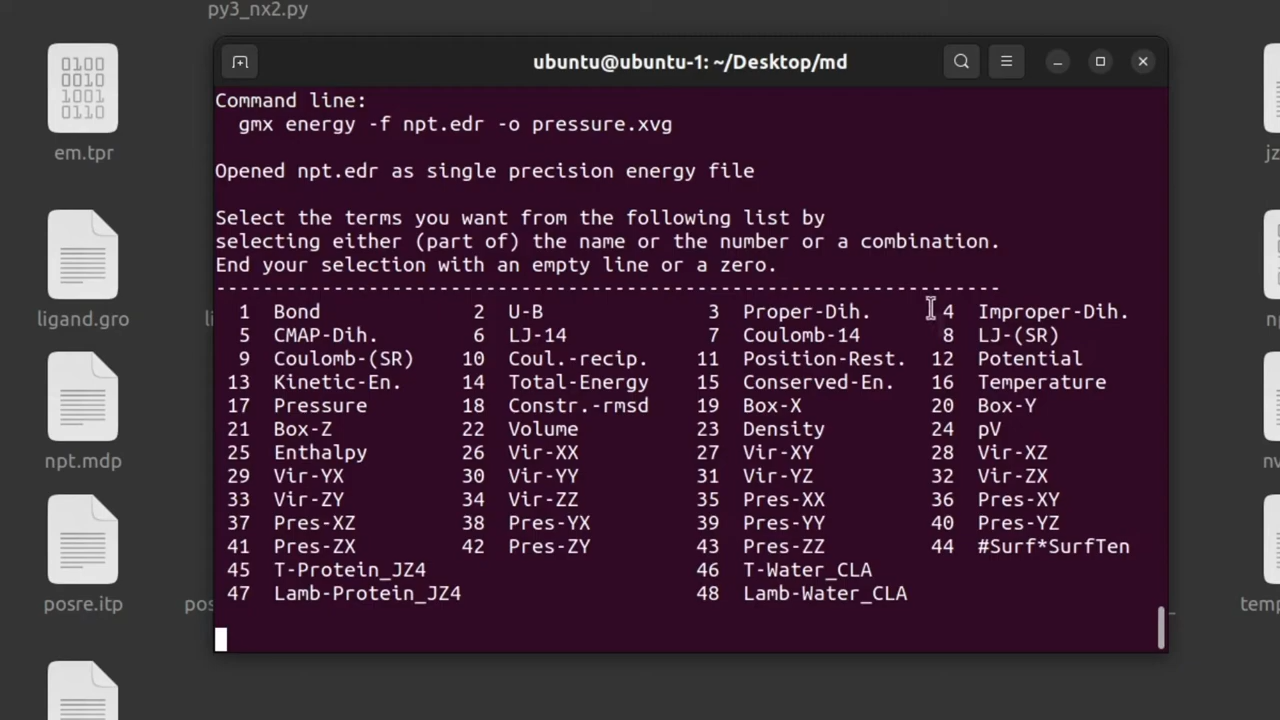 py3_nx2.py
ubuntu@ubuntu-1: ~/Desktop/md
Command line:
gmx energy -f npt.edr -o pressure.xvg
Opened npt.edr as single precision energy file
Select the terms you want from the following list by
selecting either (part of) the name or the number or a combination.
End your selection with an empty line or a zero.
-------------------------------------------------------------------
1 Bond 2 U-B 3 Proper-Dih. 4 Improper-Dih.
5 CMAP-Dih. 6 LJ-14 7 Coulomb-14 8 LJ-(SR)
9 Coulomb-(SR) 10 Coul.-recip. 11 Position-Rest. 12 Potential
13 Kinetic-En. 14 Total-Energy 15 Conserved-En. 16 Temperature
17 Pressure 18 Constr.-rmsd 19 Box-X 20 Box-Y
21 Box-Z 22 Volume 23 Density 24 pV
25 Enthalpy 26 Vir-XX 27 Vir-XY 28 Vir-XZ
29 Vir-YX 30 Vir-YY 31 Vir-YZ 32 Vir-ZX
33 Vir-ZY 34 Vir-ZZ 35 Pres-XX 36 Pres-XY
37 Pres-XZ 38 Pres-YX 39 Pres-YY 40 Pres-YZ
41 Pres-ZX 42 Pres-ZY 43 Pres-ZZ 44 #Surf*SurfTen
45 T-Protein_JZ4 46 T-Water_CLA
47 Lamb-Protein_JZ4 48 Lamb-Water_CLA
0100
0010
1001
0110
em.tpr
ligand.gro
npt.mdp
posre.itp
pos
jz
temp